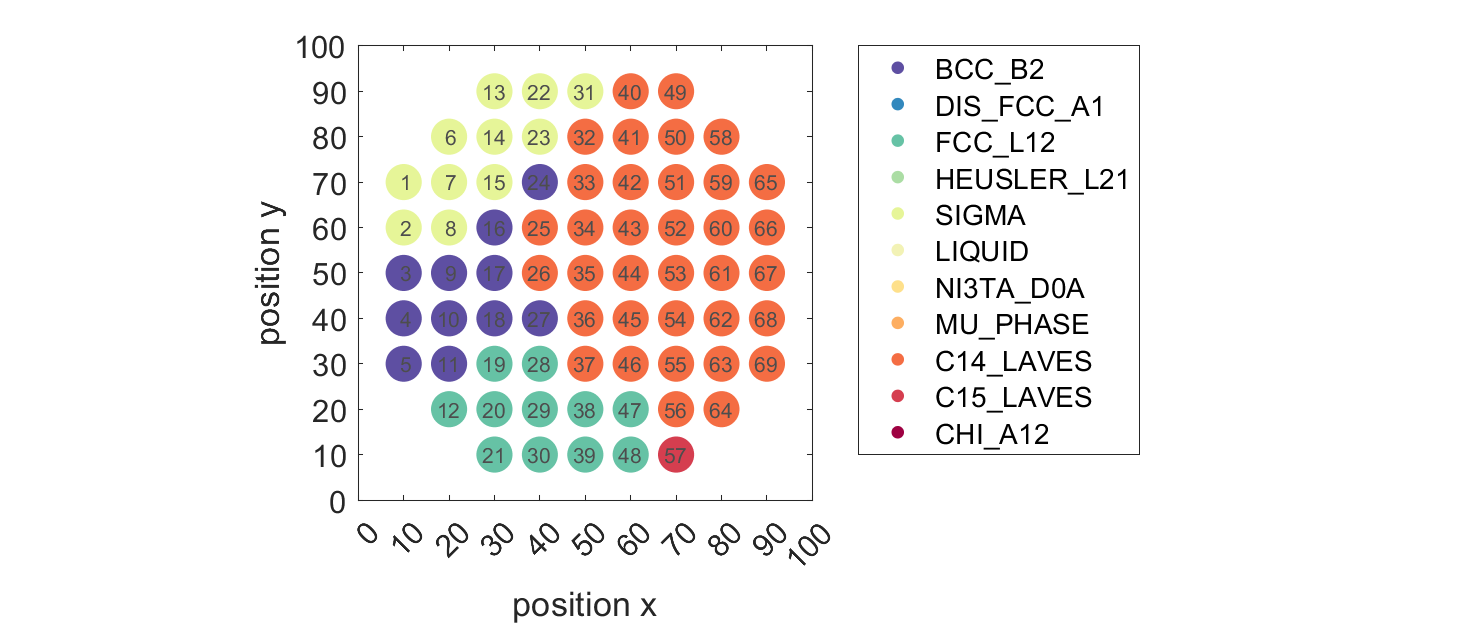 100
90 13 22 31 40 49
80 6 14 23 32 41 50 58
70 1 7 15 24 33 42 51 59 65
60 2 8 16 25 34 43 52 60 66
50 3 9 17 26 35 44 53 61 67
40 4 10 18 27 36 45 54 62 68
30 5 11 19 28 37 46 55 63 69
20 12 20 29 38 47 56 64
10 21 30 39 48 57
0
0 10 20 30 40 50 60 70 80 90 100
position x
position y
BCC_B2
DIS_FCC_A1
FCC_L12
HEUSLER_L21
SIGMA
LIQUID
NI3TA_D0A
MU_PHASE
C14_LAVES
C15_LAVES
CHI_A12